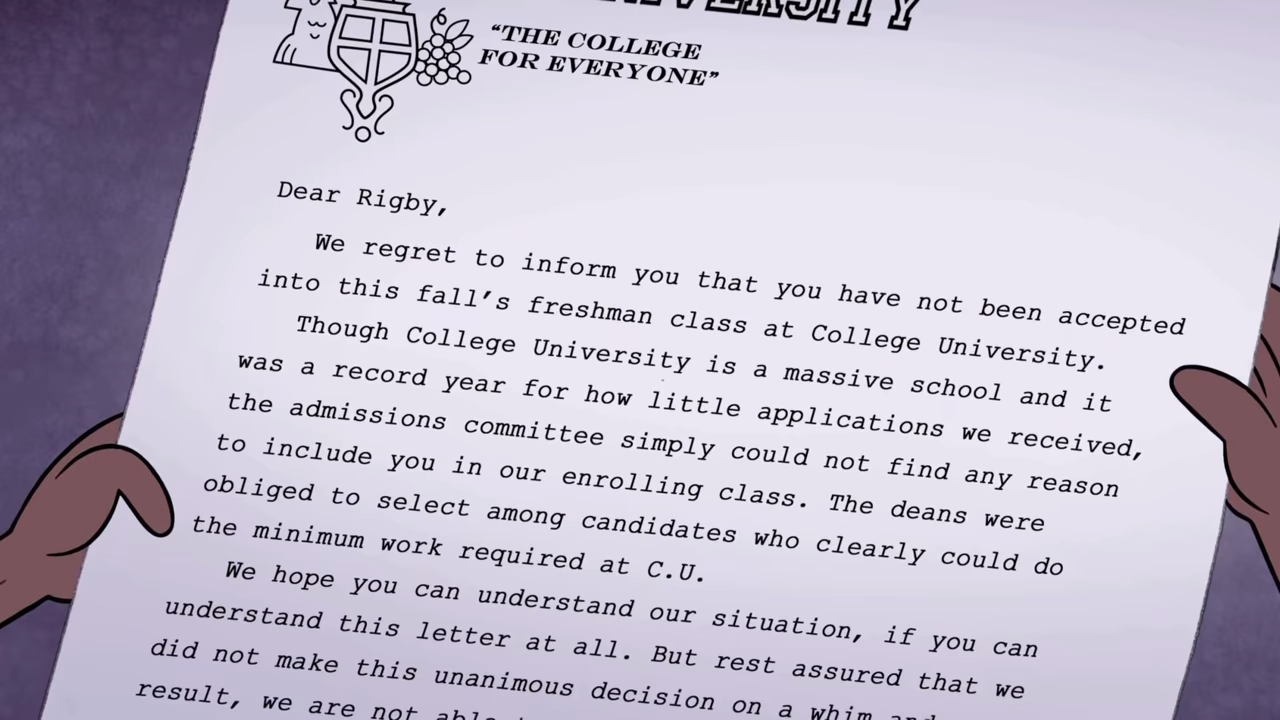 UNIVERSITY
“THE COLLEGE
FOR EVERYONE”
Dear Rigby,
We regret to inform you that you have not been accepted
into this fall’s freshman class at College University.
Though College University is a massive school and it
was a record year for how little applications we received,
the admissions committee simply could not find any reason
to include you in our enrolling class. The deans were
obliged to select among candidates who clearly could do
the minimum work required at C.U.
We hope you can understand our situation, if you can
understand this letter at all. But rest assured that we
did not make this unanimous decision on a whim and
result, we are not able